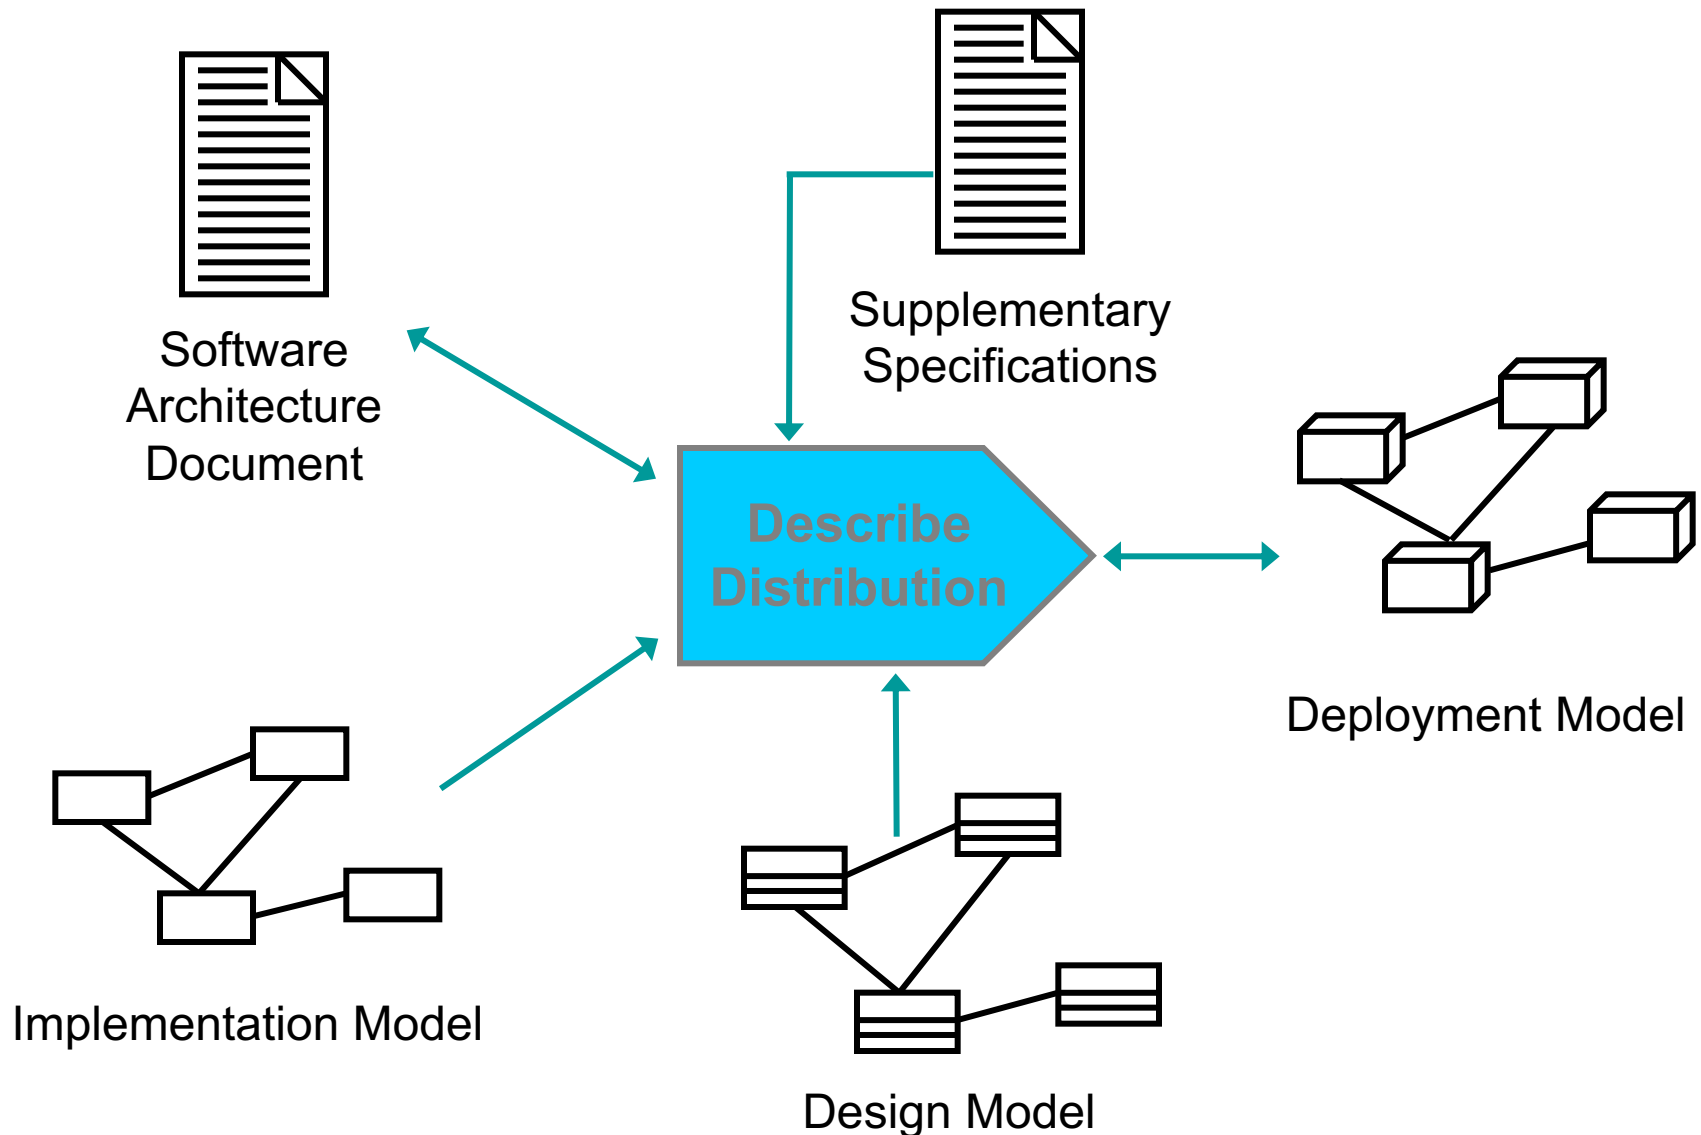 Supplementary
Specifications
Software
Architecture
Document
Describe
Distribution
Deployment Model
Implementation Model
Design Model